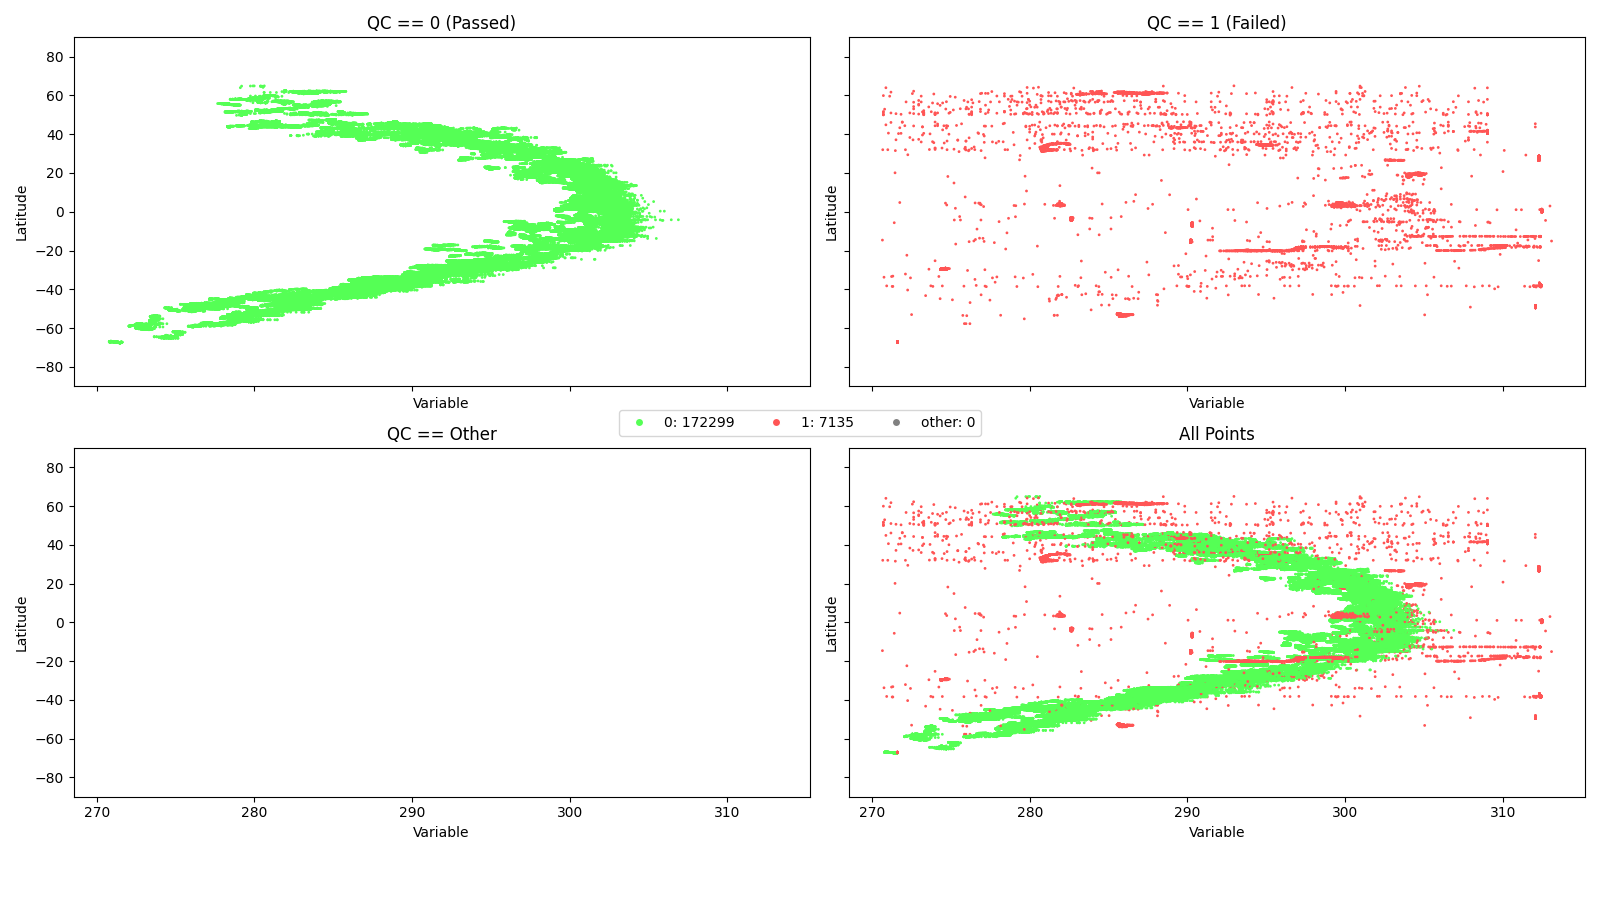 QC == 0 (Passed)
QC == 1 (Failed)
80
60
40
20
0
−20
−40
−60
−80
Latitude
Latitude
Variable
Variable
0: 172299
1: 7135
other: 0
QC == Other
All Points
80
60
40
20
0
−20
−40
−60
−80
Latitude
Latitude
270
280
290
300
310
270
280
290
300
310
Variable
Variable